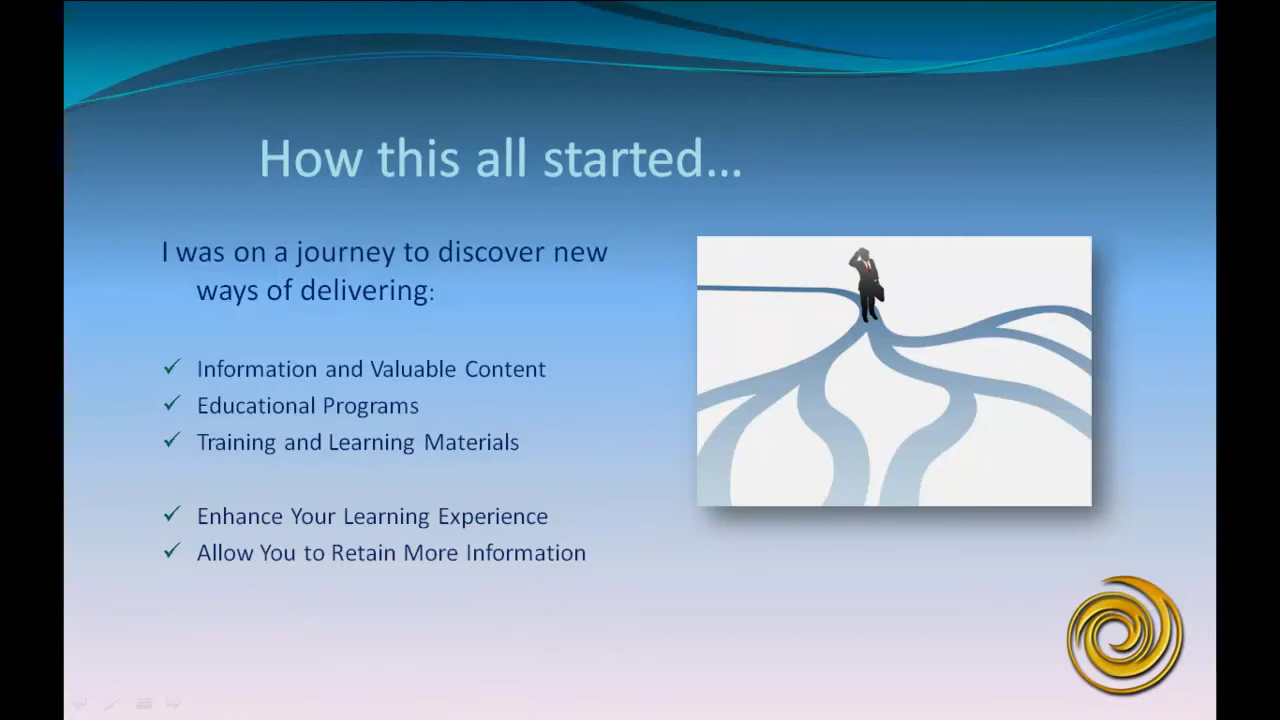 How this all started...
I was on a journey to discover new
ways of delivering:
Information and Valuable Content
Educational Programs
Training and Learning Materials
Enhance Your Learning Experience
Allow You to Retain More Information